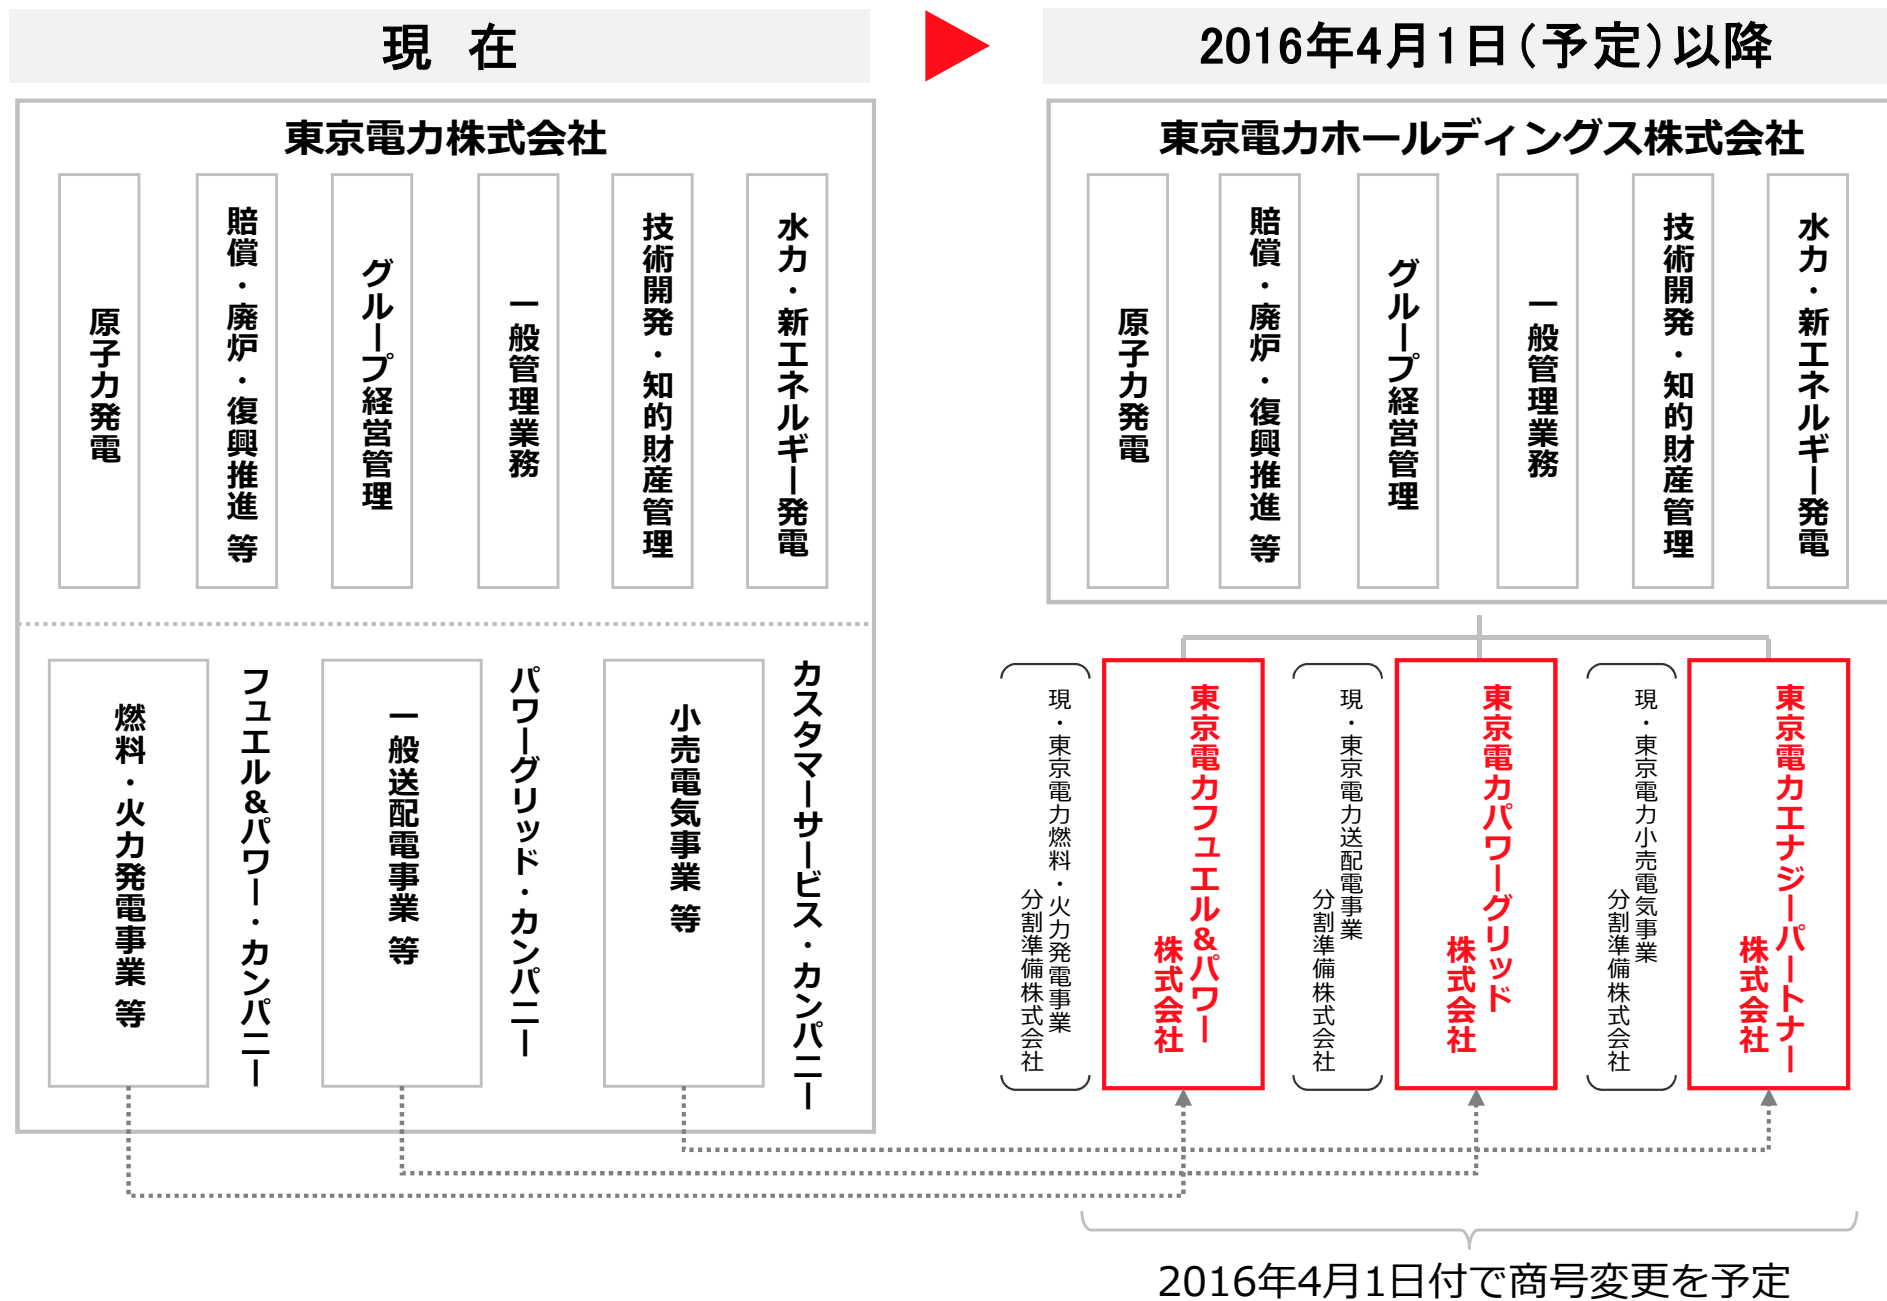 現 在
東京電力株式会社
原子力発電
賠償・廃炉・復興推進 等
グループ経営管理
一般管理業務
技術開発・知的財産管理
水力・新エネルギー発電
燃料・火力発電事業 等
フュエル&パワー・カンパニー
一般送配電事業 等
パワーグリッド・カンパニー
小売電気事業 等
カスタマーサービス・カンパニー
2016年4月1日(予定)以降
東京電力ホールディングス株式会社
原子力発電
賠償・廃炉・復興推進 等
グループ経営管理
一般管理業務
技術開発・知的財産管理
水力・新エネルギー発電
現・東京電力燃料・火力発電事業
分割準備株式会社
東京電力フュエル&パワー
株式会社
現・東京電力送配電事業
分割準備株式会社
東京電力パワーグリッド
株式会社
現・東京電力小売電気事業
分割準備株式会社
東京電力エナジーパートナー
株式会社
2016年4月1日付で商号変更を予定